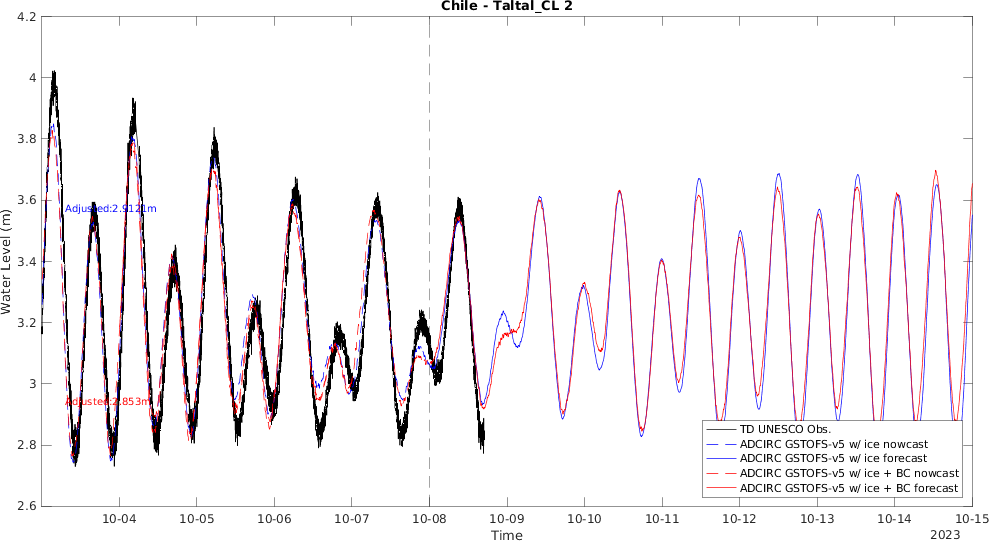 Chile - Taltal_CL 2
4.2
4
3.8
3.6
3.4
3.2
3
2.8
2.6
Water Level (m)
Adjusted:2.9121m
Adjusted:2.853m
TD UNESCO Obs.
ADCIRC GSTOFS-v5 w/ ice nowcast
ADCIRC GSTOFS-v5 w/ ice forecast
ADCIRC GSTOFS-v5 w/ ice + BC nowcast
ADCIRC GSTOFS-v5 w/ ice + BC forecast
10-04 10-05 10-06 10-07 10-08 10-09 10-10 10-11 10-12 10-13 10-14 10-15
Time
2023